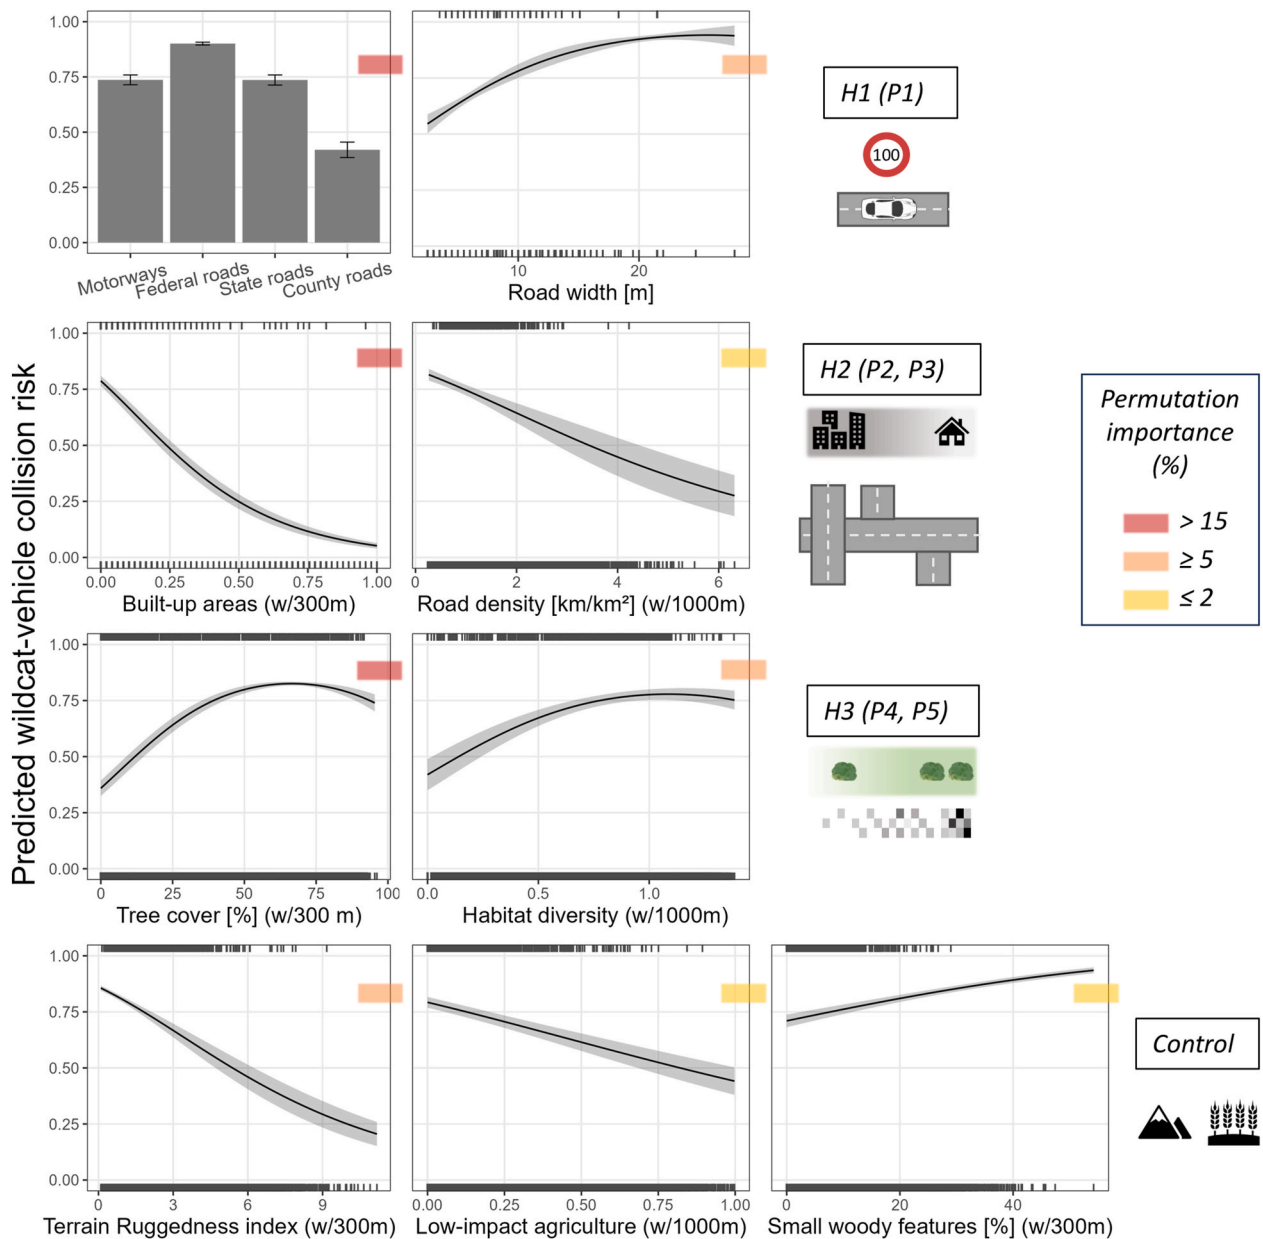 Predicted wildcat-vehicle collision risk
1.00
0.75
0.50
0.25
0.00
Motorways
Federal roads
State roads
County roads
10
20
Road width [m]
H1 (P1)
100
1.00
0.75
0.50
0.25
0.00
0.00
0.25
0.50
0.75
1.00
Built-up areas (w/300m)
0
2
4
6
Road density [km/km²] (w/1000m)
H2 (P2, P3)
Permutation
importance
(%)
> 15
≥ 5
≤ 2
1.00
0.75
0.50
0.25
0.00
0
25
50
75
100
Tree cover [%] (w/300 m)
0.0
0.5
1.0
Habitat diversity (w/1000m)
H3 (P4, P5)
1.00
0.75
0.50
0.25
0.00
0
3
6
9
Terrain Ruggedness index (w/300m)
0.00
0.25
0.50
0.75
1.00
Low-impact agriculture (w/1000m)
0
20
40
Small woody features [%] (w/300m)
Control